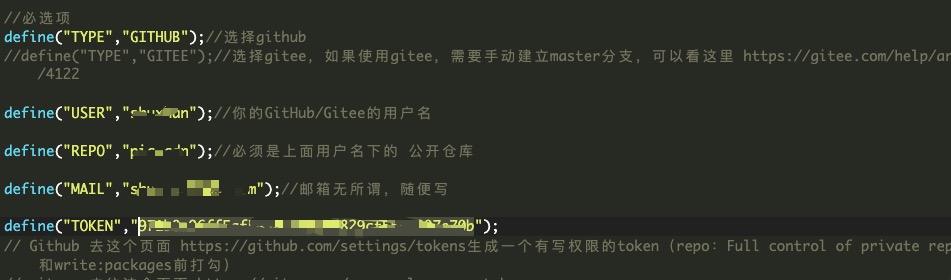 //必选项
define("TYPE","GITHUB");//选择github
//define("TYPE","GITEE");//选择gitee，如果使用gitee，需要手动建立master分支，可以看这里 https://gitee.com/help/ar
/4122
define("USER","");//你的GitHub/Gitee的用户名
define("REPO","");//必须是上面用户名下的 公开仓库
define("MAIL","");//邮箱无所谓，随便写
define("TOKEN","");
// Github 去这个页面 https://github.com/settings/tokens生成一个有写权限的token（repo：Full control of private rep
和write:packages前打勾）